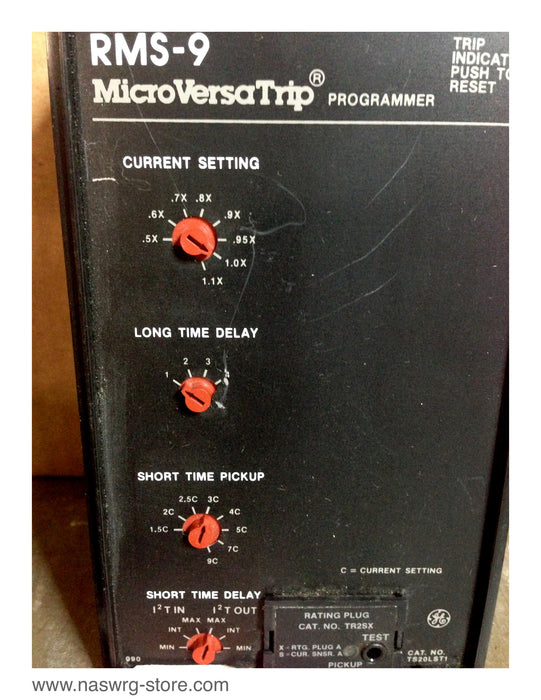 RMS-9
TRIP
INDICAT
PUSH TO
RESET
MicroVersaTrip® PROGRAMMER
CURRENT SETTING
.7X .8X
.6X .9X
.5X .95X
1.0X
1.1X
LONG TIME DELAY
2 3
1 4
SHORT TIME PICKUP
2.5C 3C
2C 4C
1.5C 5C
7C
9C
C = CURRENT SETTING
SHORT TIME DELAY
I²T IN I²T OUT
MAX MAX
INT INT
MIN MIN
990
RATING PLUG
CAT. NO. TR2SX
TEST
X = RTG. PLUG A
S = CUR. SNSR. A
PICKUP
GE
CAT. NO.
TS20LST1
www.naswrg-store.com